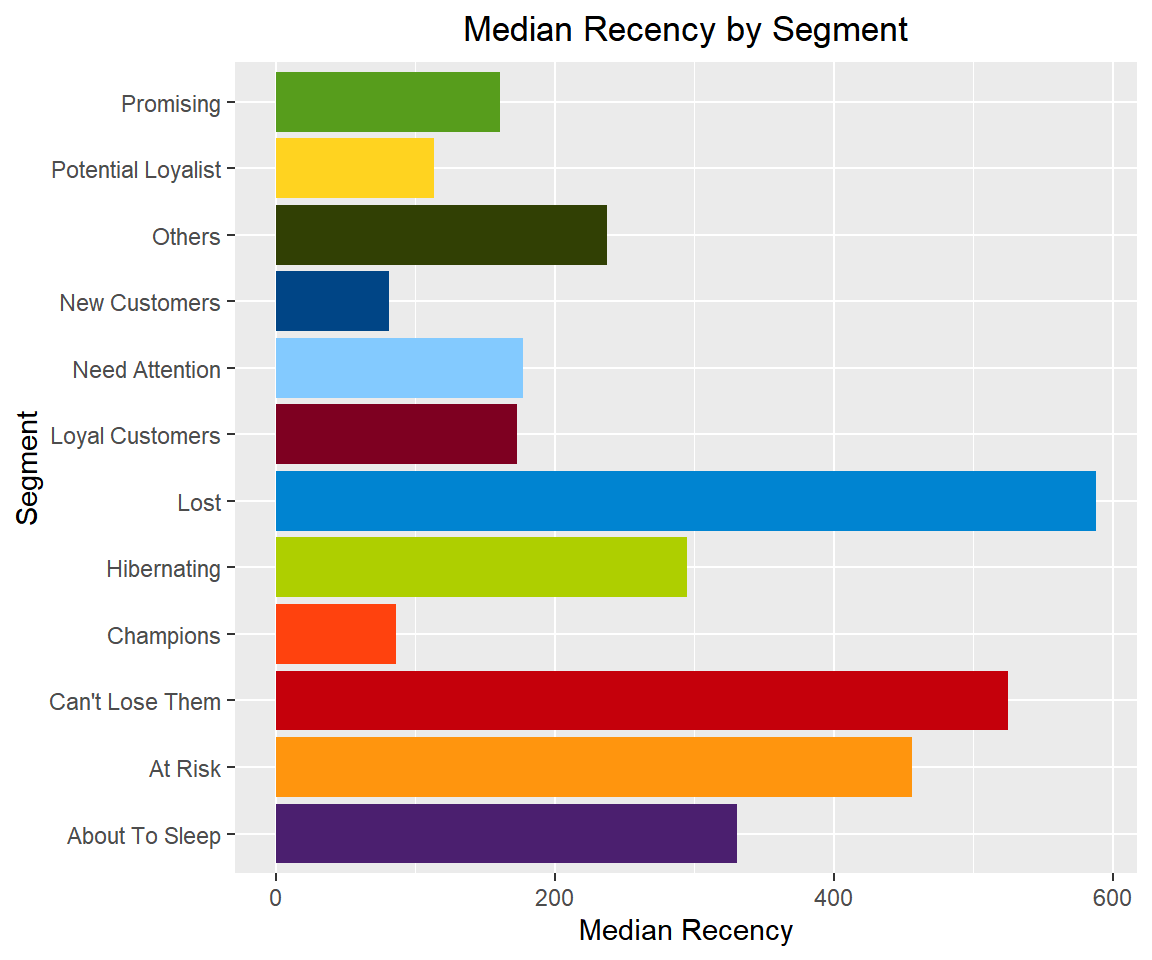 Median Recency by Segment
Promising
Potential Loyalist
Others
New Customers
Need Attention
Loyal Customers
Lost
Hibernating
Champions
Can't Lose Them
At Risk
About To Sleep
Segment
0 200 400 600
Median Recency